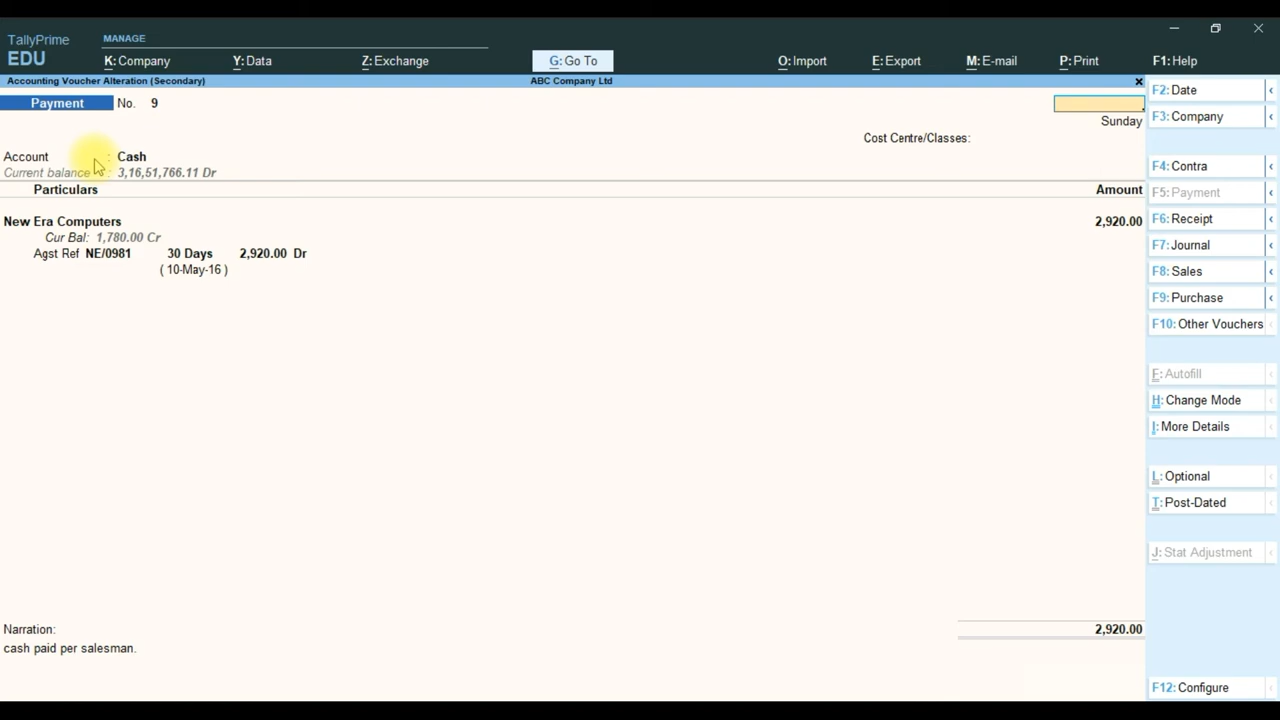 TallyPrime MANAGE
EDU K: Company Y: Data Z: Exchange G: Go To O: Import E: Export M: E-mail P: Print F1: Help
Accounting Voucher Alteration (Secondary) ABC Company Ltd
Payment No. 9
Sunday
Cost Centre/Classes:
Account : Cash
Current balance : 3,16,51,766.11 Dr
Particulars Amount
New Era Computers 2,920.00
Cur Bal: 1,780.00 Cr
Agst Ref NE/0981 30 Days 2,920.00 Dr
( 10-May-16 )
Narration: 2,920.00
cash paid per salesman.
F2: Date
F3: Company
F4: Contra
F5: Payment
F6: Receipt
F7: Journal
F8: Sales
F9: Purchase
F10: Other Vouchers
F: Autofill
H: Change Mode
I: More Details
L: Optional
T: Post-Dated
J: Stat Adjustment
F12: Configure